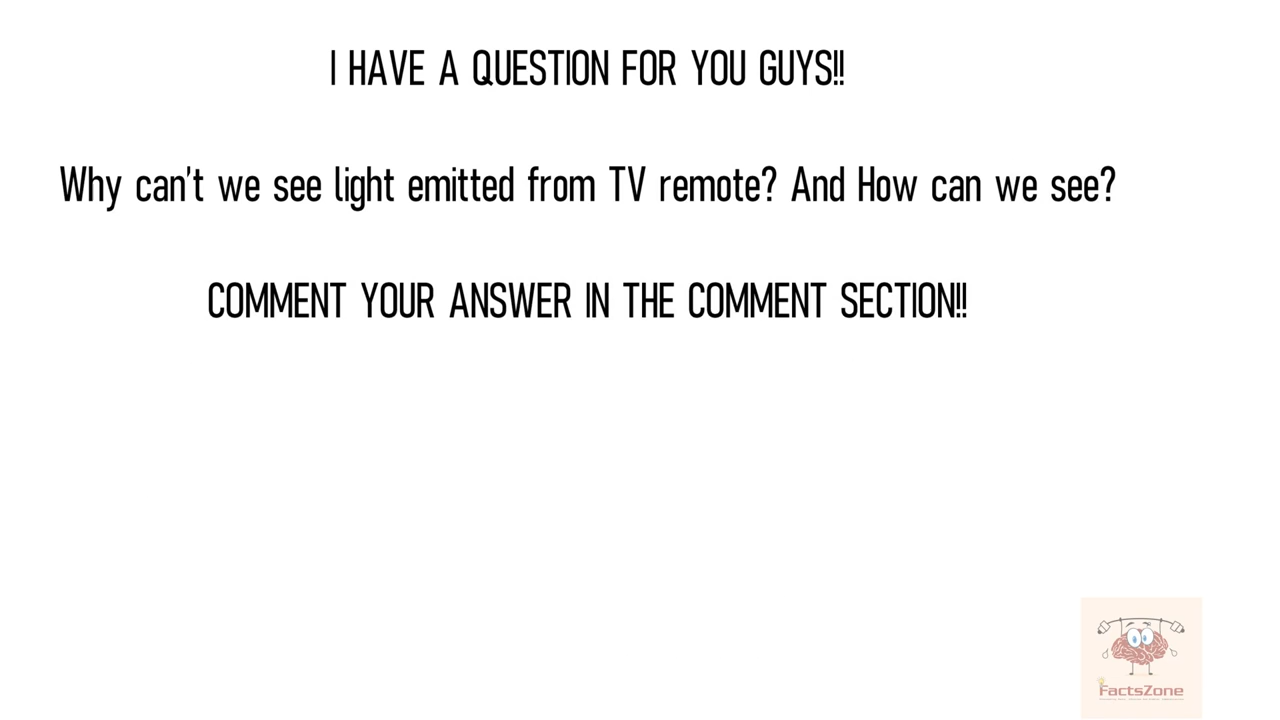 I HAVE A QUESTION FOR YOU GUYS!!
Why can't we see light emitted from TV remote? And How can we see?
COMMENT YOUR ANSWER IN THE COMMENT SECTION!!
FactsZone